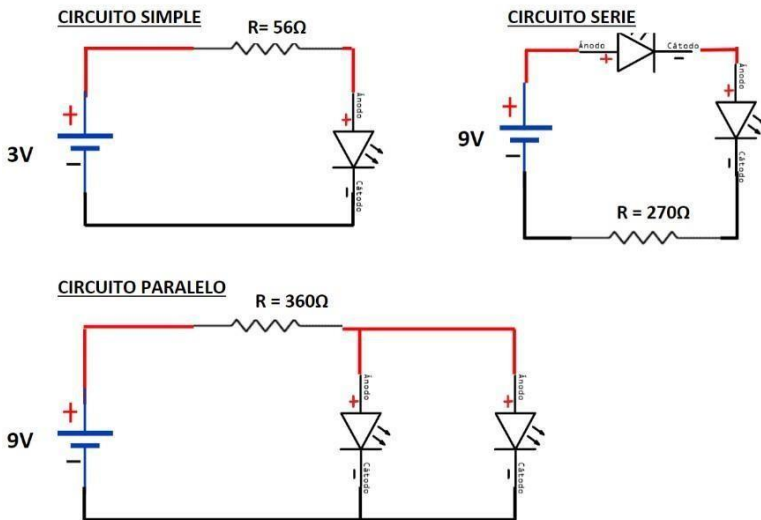 CIRCUITO SIMPLE
R= 56Ω
+
3V
−
Ánodo
+
−
Cátodo
CIRCUITO SERIE
Ánodo
+
Cátodo
−
+
9V
−
Ánodo
+
−
Cátodo
R = 270Ω
CIRCUITO PARALELO
R = 360Ω
+
9V
−
Ánodo
+
−
Cátodo
Ánodo
+
−
Cátodo